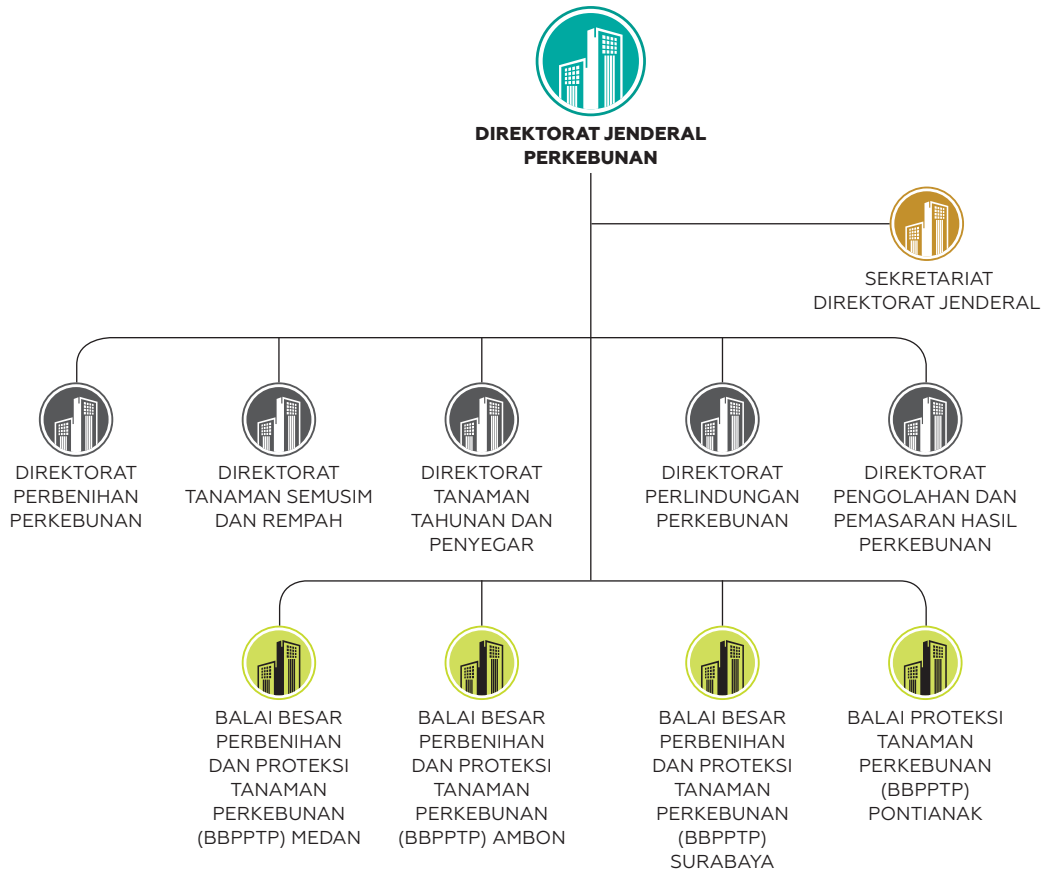 DIREKTORAT JENDERAL
PERKEBUNAN
SEKRETARIAT
DIREKTORAT JENDERAL
DIREKTORAT
PERBENIHAN
PERKEBUNAN
DIREKTORAT
TANAMAN SEMUSIM
DAN REMPAH
DIREKTORAT
TANAMAN
TAHUNAN DAN
PENYEGAR
DIREKTORAT
PERLINDUNGAN
PERKEBUNAN
DIREKTORAT
PENGOLAHAN DAN
PEMASARAN HASIL
PERKEBUNAN
BALAI BESAR
PERBENIHAN
DAN PROTEKSI
TANAMAN
PERKEBUNAN
(BBPPTP) MEDAN
BALAI BESAR
PERBENIHAN
DAN PROTEKSI
TANAMAN
PERKEBUNAN
(BBPPTP) AMBON
BALAI BESAR
PERBENIHAN
DAN PROTEKSI
TANAMAN
PERKEBUNAN
(BBPPTP)
SURABAYA
BALAI PROTEKSI
TANAMAN
PERKEBUNAN
(BBPPTP)
PONTIANAK